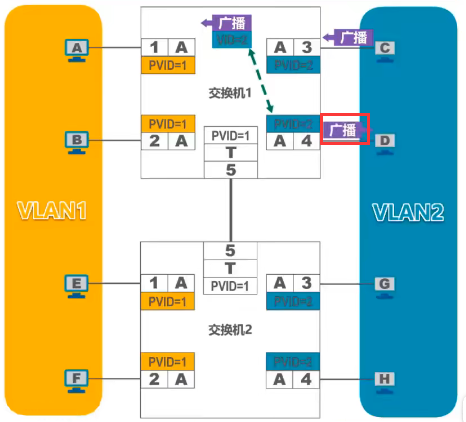 广播
VID=2
广播
A
1 A
A 3
C
PVID=1
PVID=2
交换机1
PVID=1
PVID=2
广播
B
2 A
PVID=1
A 4
D
T
5
VLAN1
VLAN2
5
T
E
1 A
PVID=1
A 3
G
PVID=1
PVID=2
交换机2
PVID=1
PVID=2
F
2 A
A 4
H